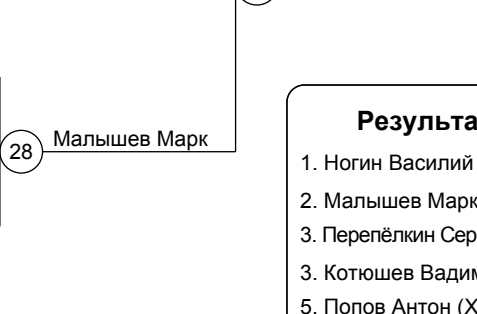 Малышев Марк
28
Результа
1. Ногин Василий
2. Малышев Марк
3. Перепёлкин Сер
3. Котюшев Вадим
5. Попов Антон (Х